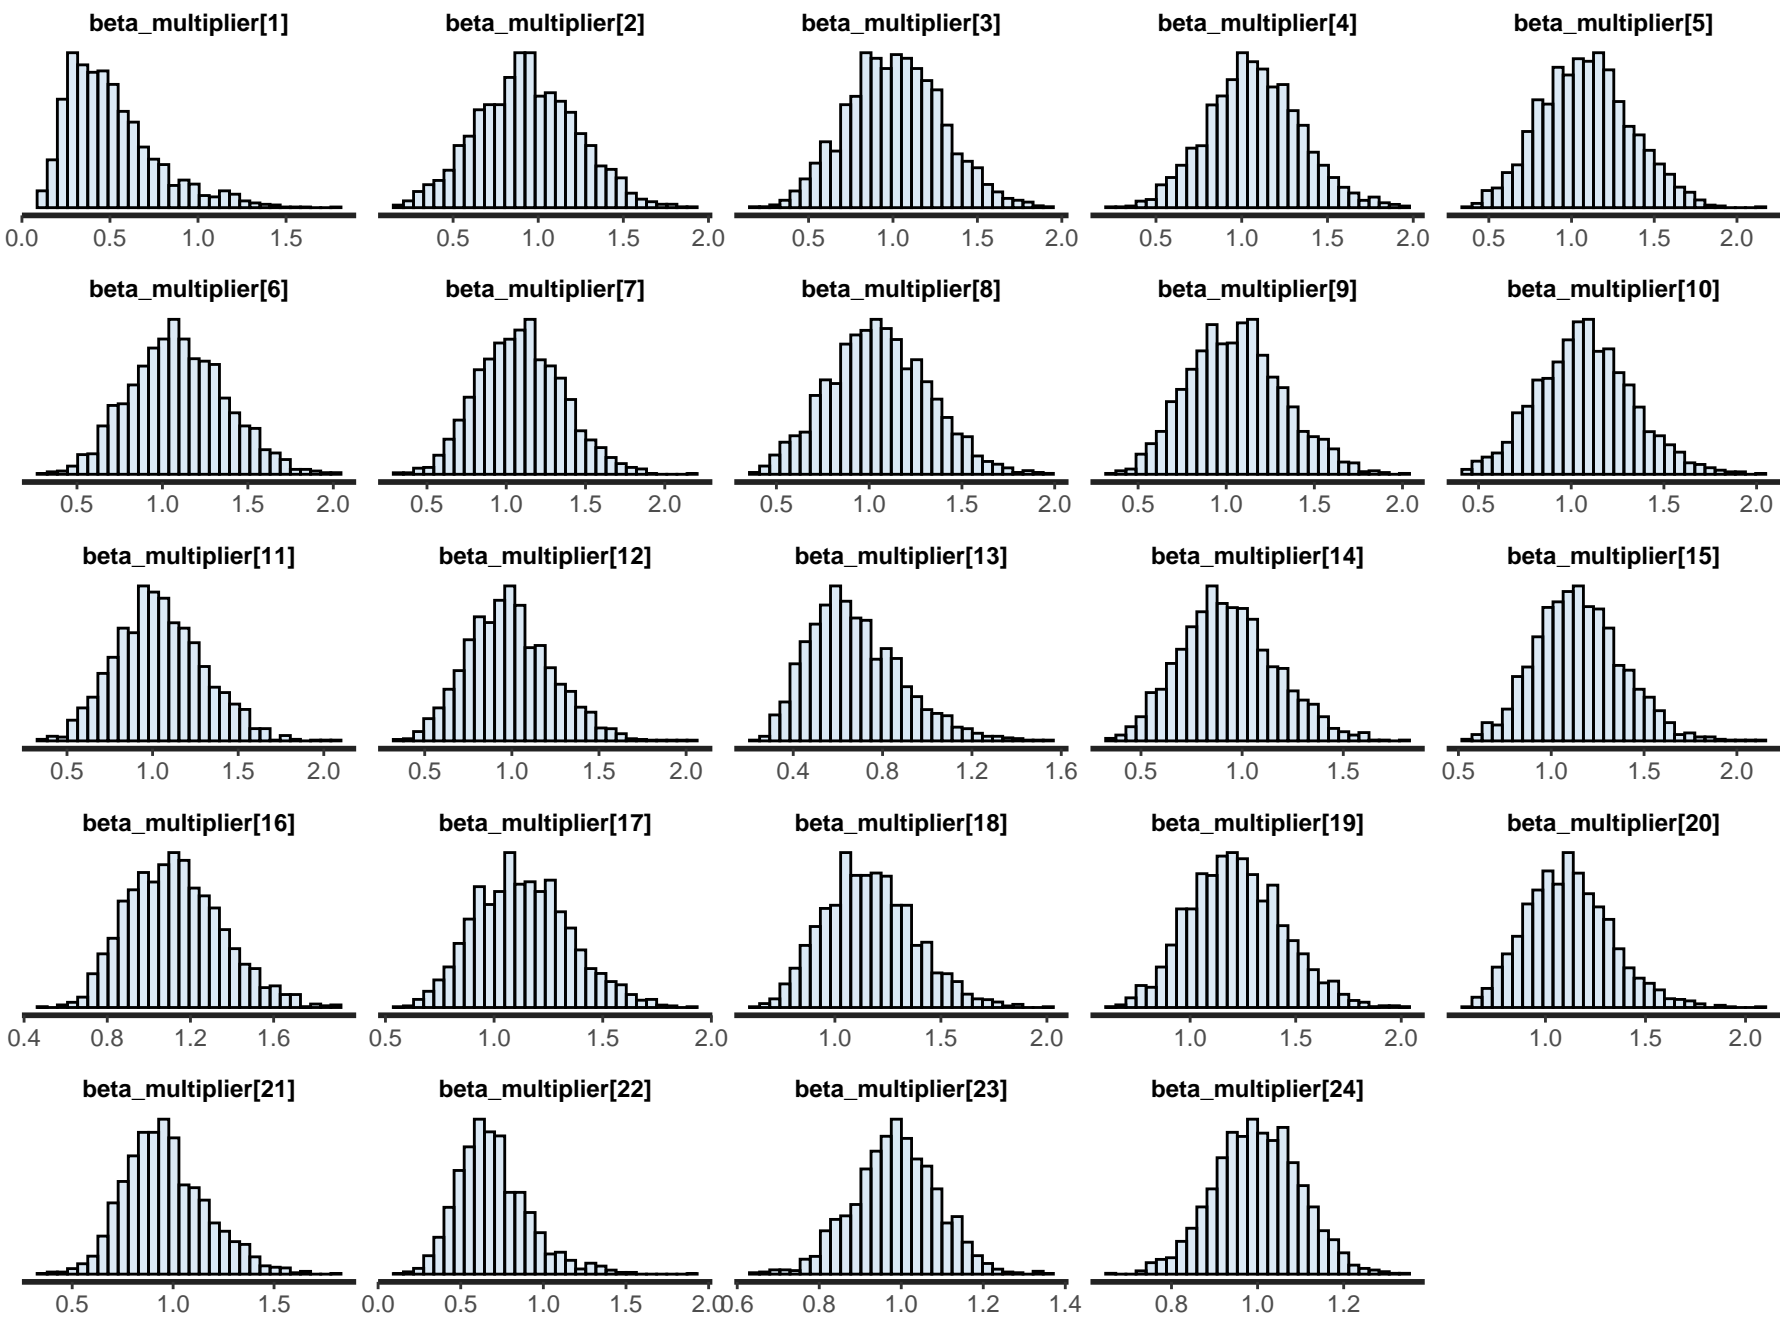 beta_multiplier[1] beta_multiplier[2] beta_multiplier[3] beta_multiplier[4] beta_multiplier[5]
0.0 0.5 1.0 1.5 0.5 1.0 1.5 2.0 0.5 1.0 1.5 2.0 0.5 1.0 1.5 2.0 0.5 1.0 1.5 2.0
beta_multiplier[6] beta_multiplier[7] beta_multiplier[8] beta_multiplier[9] beta_multiplier[10]
0.5 1.0 1.5 2.0 0.5 1.0 1.5 2.0 0.5 1.0 1.5 2.0 0.5 1.0 1.5 2.0 0.5 1.0 1.5 2.0
beta_multiplier[11] beta_multiplier[12] beta_multiplier[13] beta_multiplier[14] beta_multiplier[15]
0.5 1.0 1.5 2.0 0.5 1.0 1.5 2.0 0.4 0.8 1.2 1.6 0.5 1.0 1.5 0.5 1.0 1.5 2.0
beta_multiplier[16] beta_multiplier[17] beta_multiplier[18] beta_multiplier[19] beta_multiplier[20]
0.4 0.8 1.2 1.6 0.5 1.0 1.5 2.0 1.0 1.5 2.0 1.0 1.5 2.0 1.0 1.5 2.0
beta_multiplier[21] beta_multiplier[22] beta_multiplier[23] beta_multiplier[24]
0.5 1.0 1.5 0.0 0.5 1.0 1.5 2.0 0.6 0.8 1.0 1.2 1.4 0.8 1.0 1.2